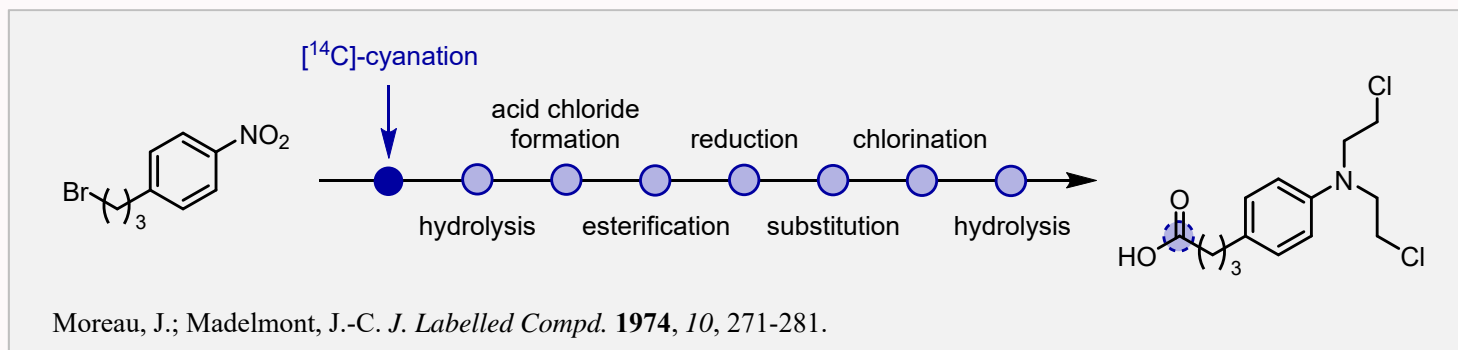 [¹⁴C]-cyanation
acid chloride
formation
reduction
chlorination
hydrolysis
esterification
substitution
hydrolysis
Br
3
NO₂
O
HO
3
N
Cl
Cl
Moreau, J.; Madelmont, J.-C. J. Labelled Compd. 1974, 10, 271-281.